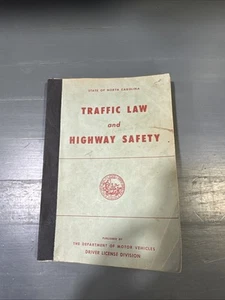 STATE OF NORTH CAROLINA
TRAFFIC LAW
and
HIGHWAY SAFETY
PUBLISHED BY
THE DEPARTMENT OF MOTOR VEHICLES
DRIVER LICENSE DIVISION